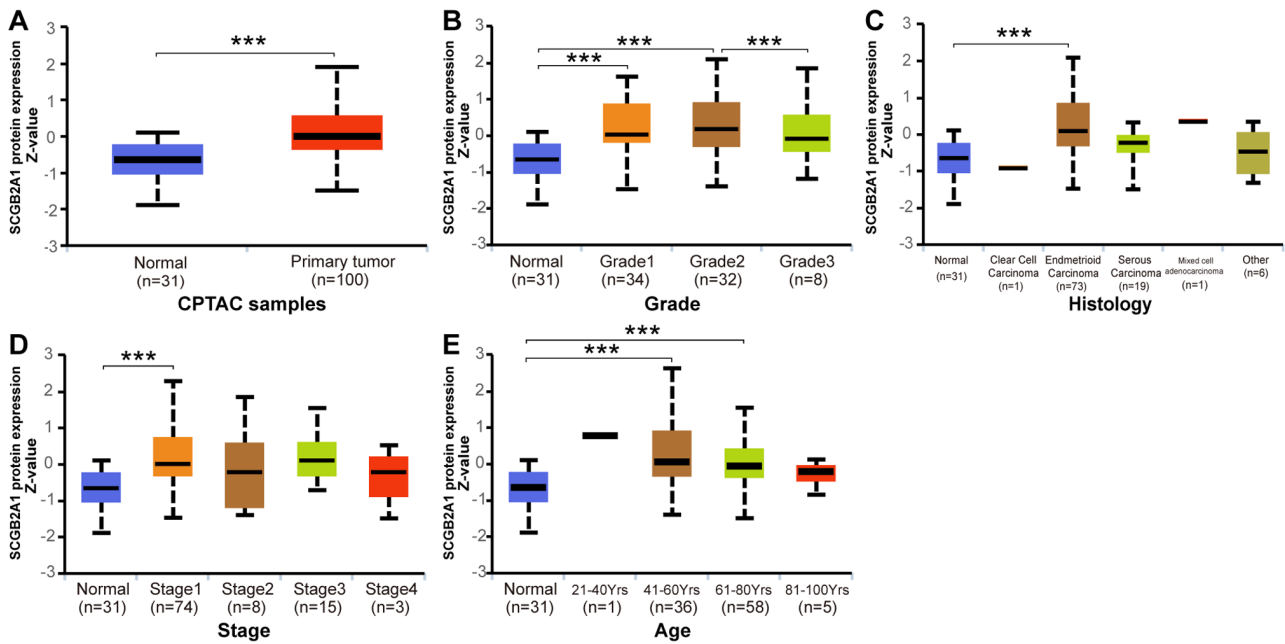 A
SCGB2A1 protein expression
Z-value
3
2
1
0
-1
-2
-3
***
Normal
(n=31)
Primary tumor
(n=100)
CPTAC samples
B
SCGB2A1 protein expression
Z-value
3
2
1
0
-1
-2
-3
***
***
***
Normal
(n=31)
Grade1
(n=34)
Grade2
(n=32)
Grade3
(n=8)
Grade
C
SCGB2A1 protein expression
Z-value
3
2
1
0
-1
-2
-3
***
Normal
(n=31)
Clear Cell
Carcinoma
(n=1)
Endmetrioid
Carcinoma
(n=73)
Serous
Carcinoma
(n=19)
Mixed cell
adenocarcinoma
(n=1)
Other
(n=6)
Histology
D
SCGB2A1 protein expression
Z-value
3
2
1
0
-1
-2
-3
***
Normal
(n=31)
Stage1
(n=74)
Stage2
(n=8)
Stage3
(n=15)
Stage4
(n=3)
Stage
E
SCGB2A1 protein expression
Z-value
3
2
1
0
-1
-2
-3
***
***
Normal
(n=31)
21-40Yrs
(n=1)
41-60Yrs
(n=36)
61-80Yrs
(n=58)
81-100Yrs
(n=5)
Age